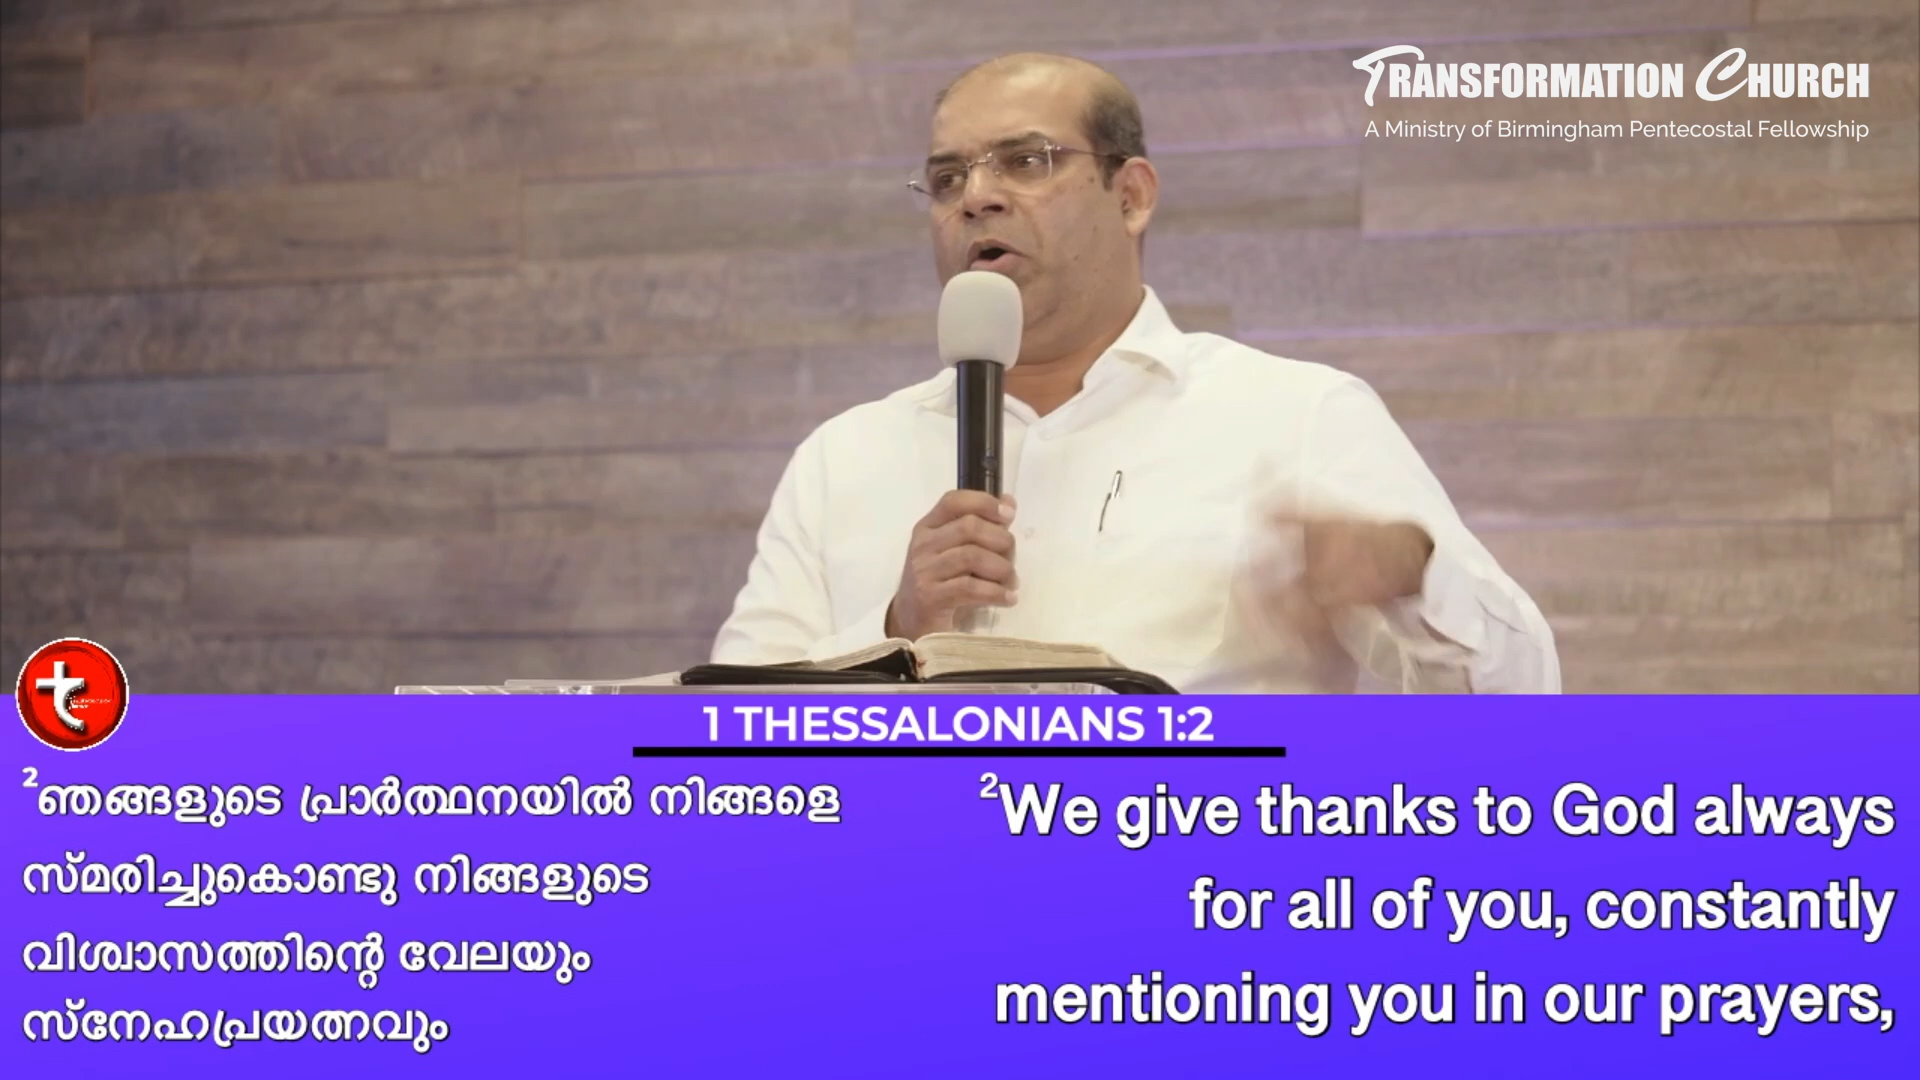 TRANSFORMATION CHURCH
A Ministry of Birmingham Pentecostal Fellowship
tc
1 THESSALONIANS 1:2
²ഞങ്ങളുടെ പ്രാർത്ഥനയിൽ നിങ്ങളെ
സ്മരിച്ചുകൊണ്ടു നിങ്ങളുടെ
വിശ്വാസത്തിന്റെ വേലയും
സ്നേഹപ്രയത്നവും
²We give thanks to God always
for all of you, constantly
mentioning you in our prayers,